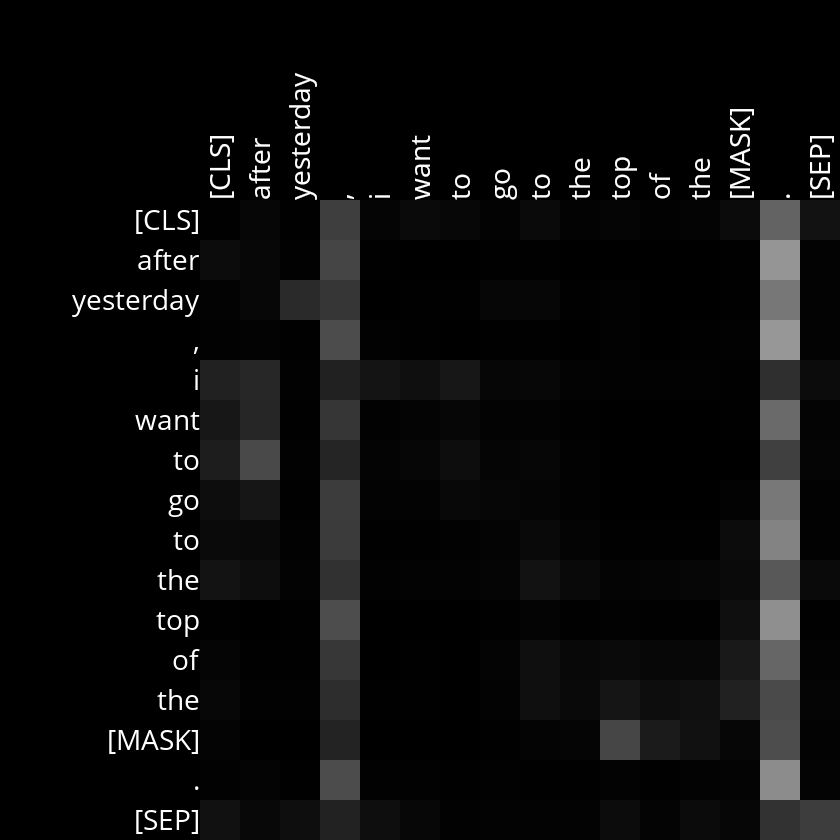 [CLS] after yesterday , i want to go to the top of the [MASK] . [SEP]
[CLS]
after
yesterday
,
i
want
to
go
to
the
top
of
the
[MASK]
.
[SEP]